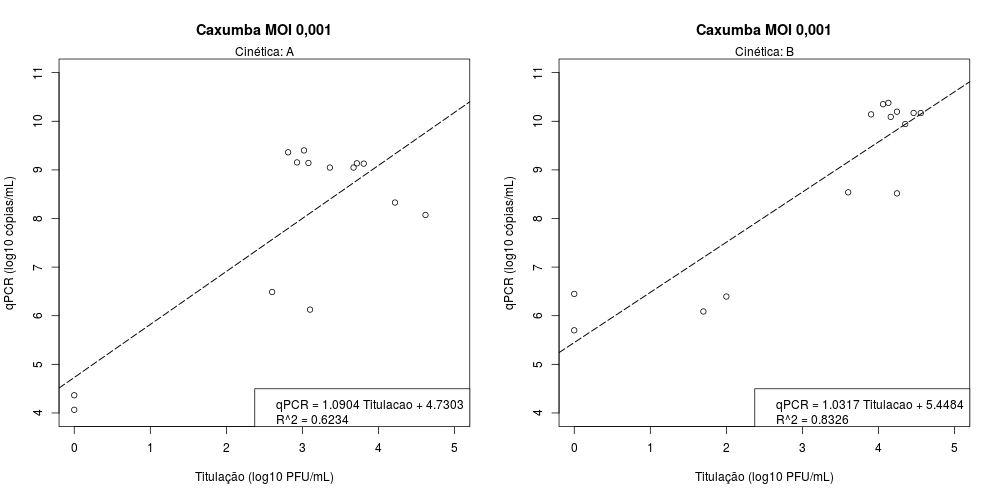 Caxumba MOI 0,001
Cinética: A
qPCR (log10 cópias/mL)
11
10
9
8
7
6
5
4
qPCR = 1.0904 Titulacao + 4.7303
R^2 = 0.6234
0 1 2 3 4 5
Titulação (log10 PFU/mL)
Caxumba MOI 0,001
Cinética: B
qPCR (log10 cópias/mL)
11
10
9
8
7
6
5
4
qPCR = 1.0317 Titulacao + 5.4484
R^2 = 0.8326
0 1 2 3 4 5
Titulação (log10 PFU/mL)